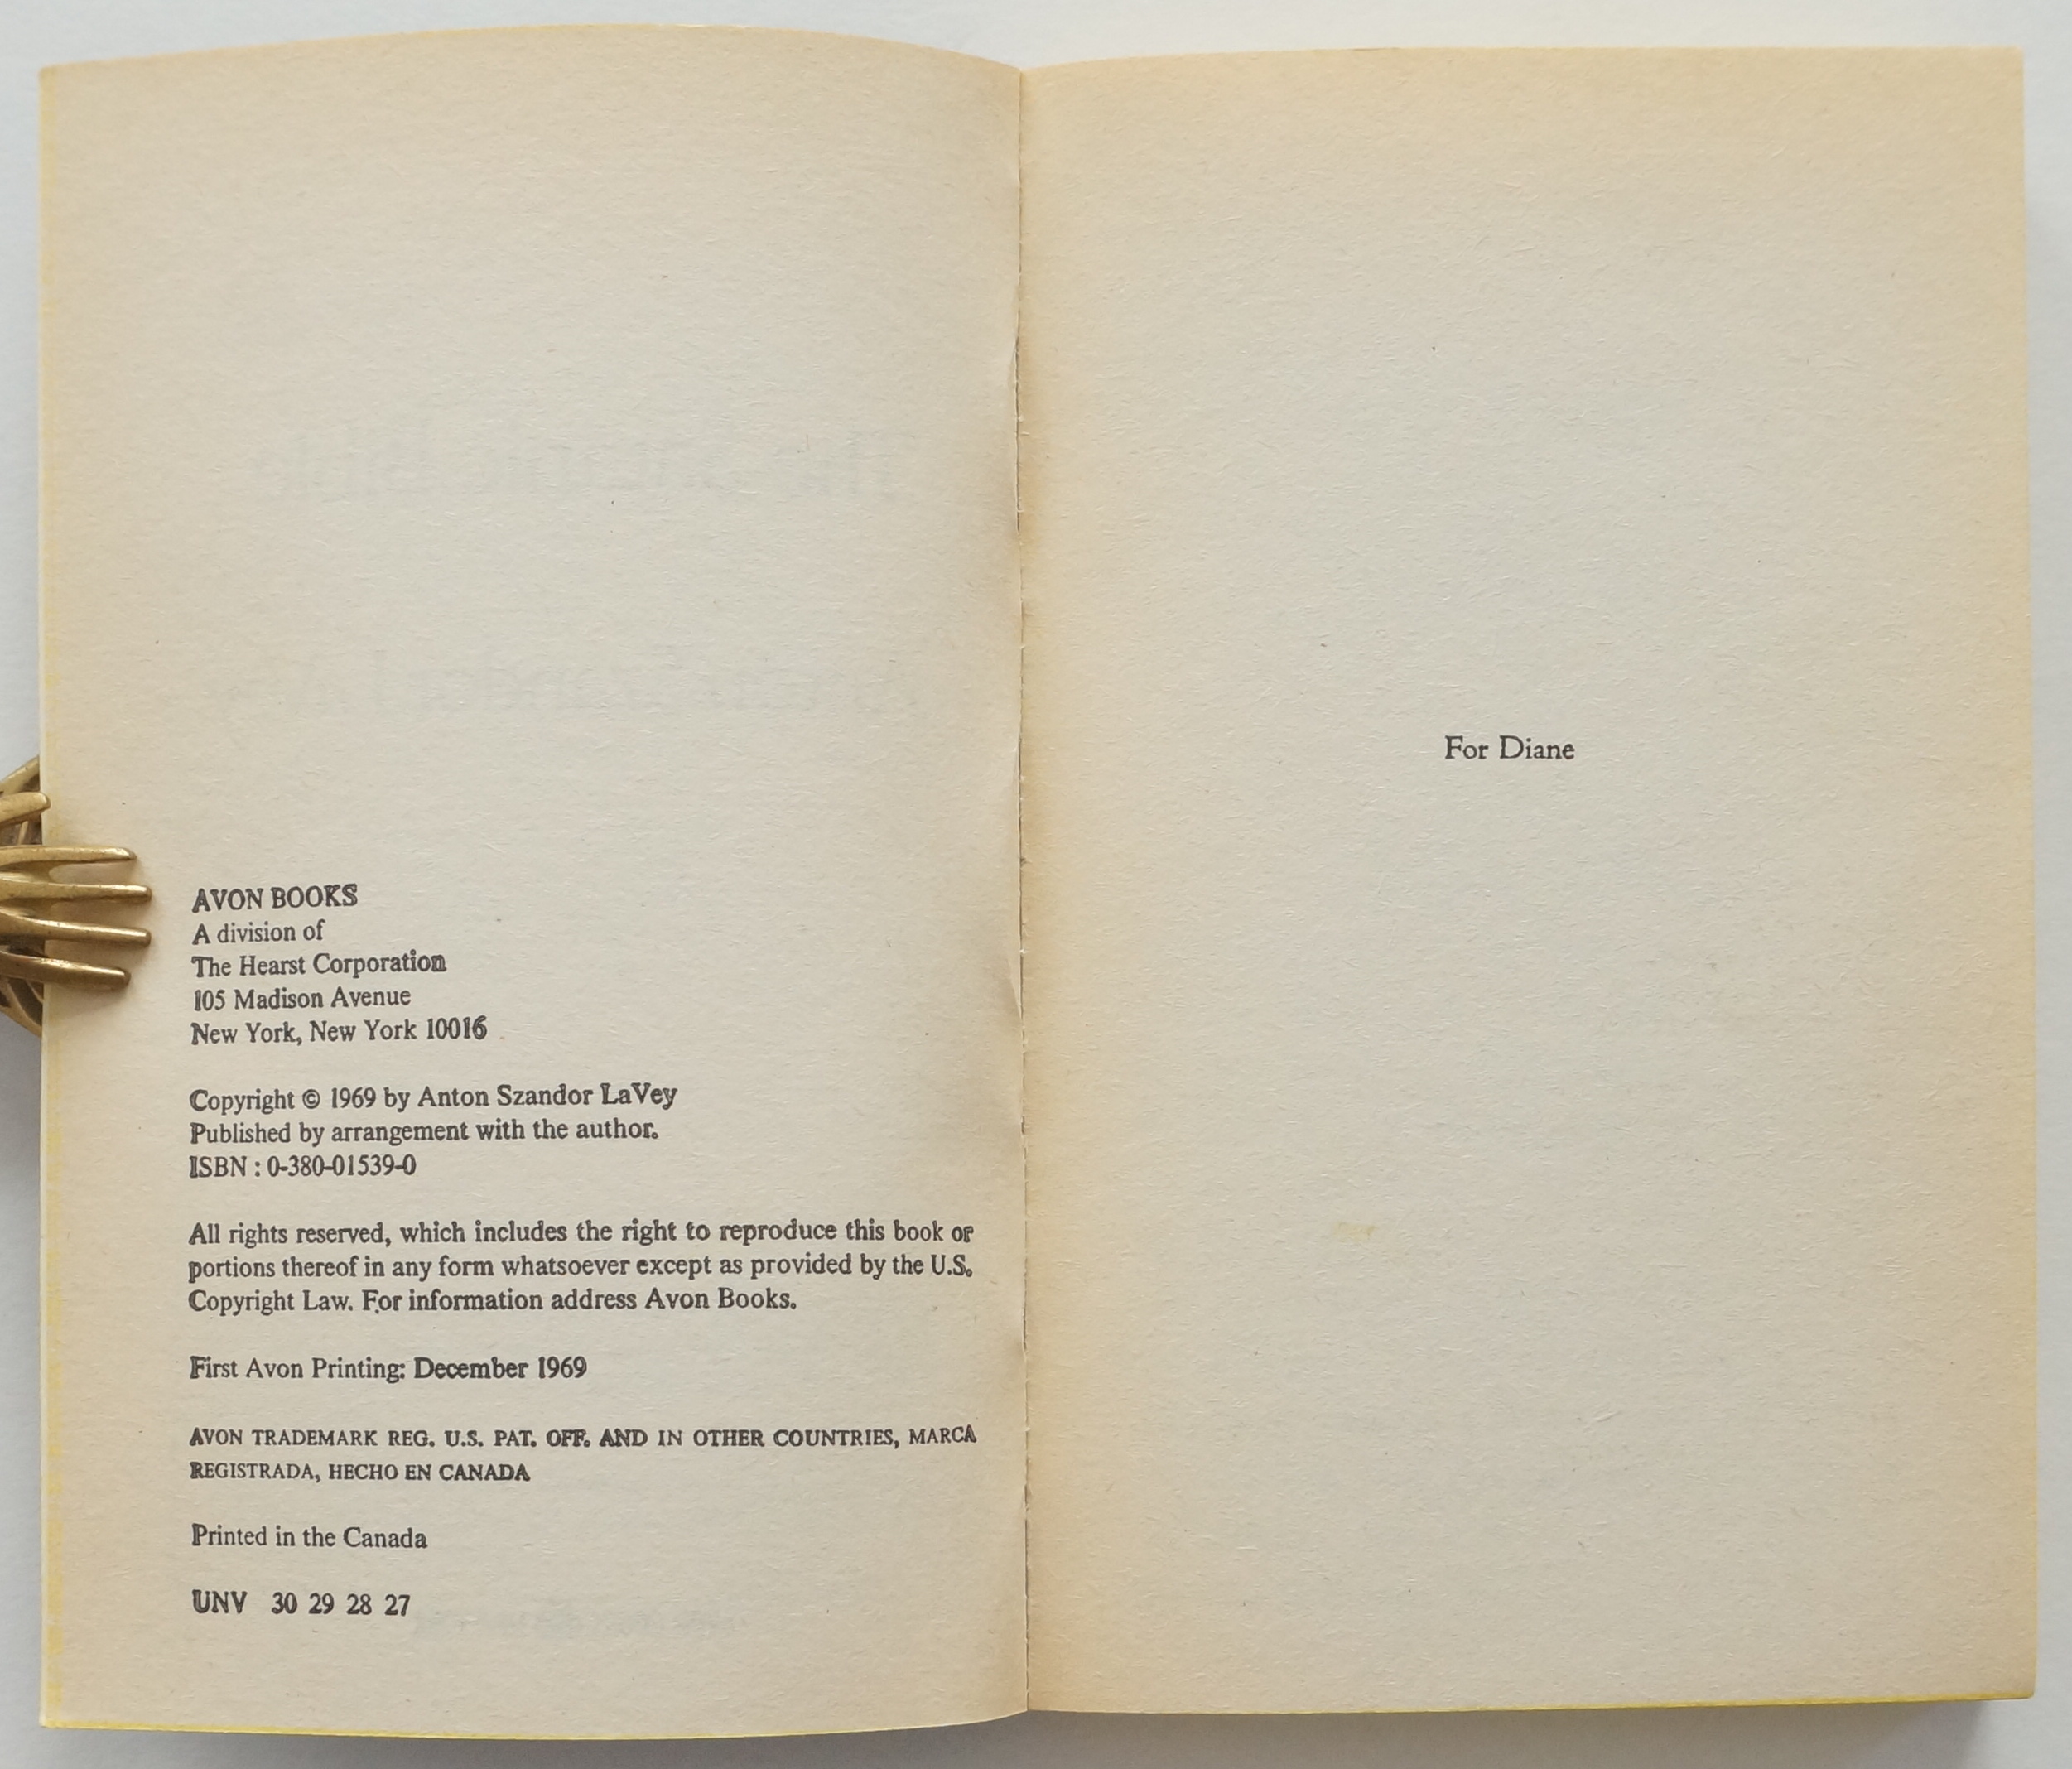 AVON BOOKS
A division of
The Hearst Corporation
105 Madison Avenue
New York, New York 10016
Copyright © 1969 by Anton Szandor LaVey
Published by arrangement with the author.
ISBN : 0-380-01539-0
All rights reserved, which includes the right to reproduce this book or
portions thereof in any form whatsoever except as provided by the U.S.
Copyright Law. For information address Avon Books.
First Avon Printing: December 1969
AVON TRADEMARK REG. U.S. PAT. OFF. AND IN OTHER COUNTRIES, MARCA
REGISTRADA, HECHO EN CANADA
Printed in the Canada
UNV 30 29 28 27
For Diane